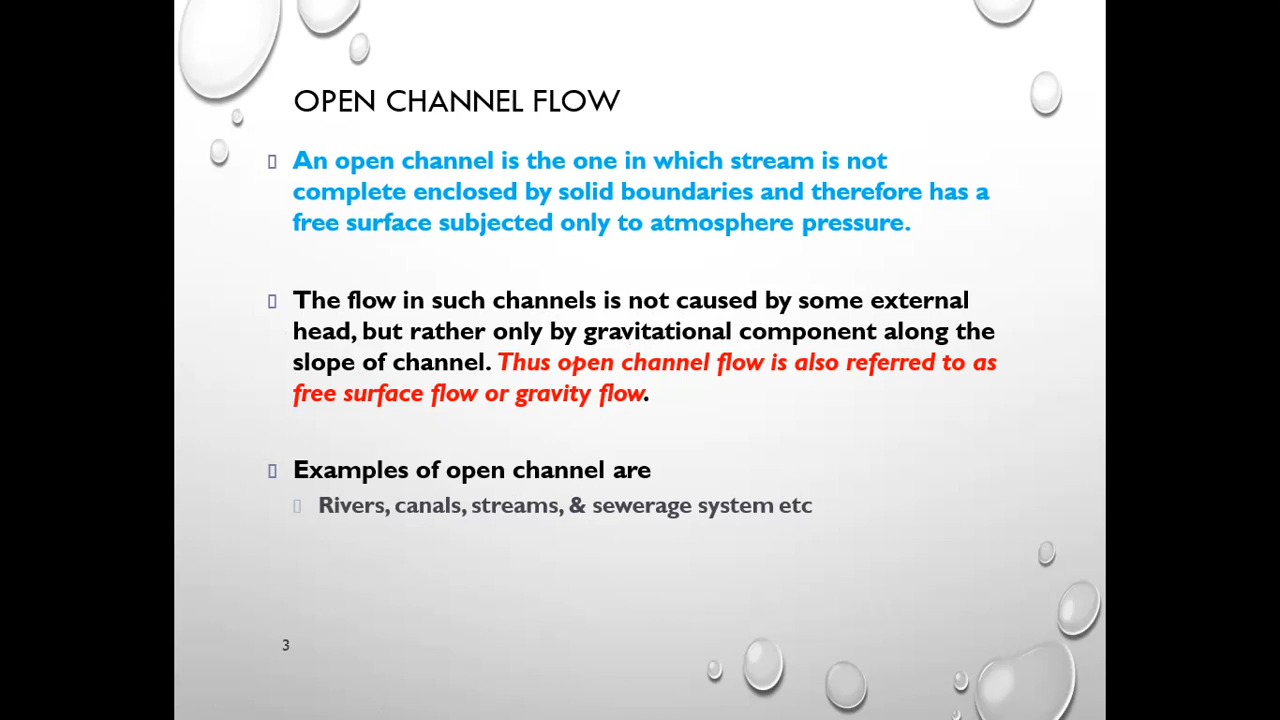 OPEN CHANNEL FLOW
An open channel is the one in which stream is not
complete enclosed by solid boundaries and therefore has a
free surface subjected only to atmosphere pressure.
The flow in such channels is not caused by some external
head, but rather only by gravitational component along the
slope of channel. Thus open channel flow is also referred to as
free surface flow or gravity flow.
Examples of open channel are
Rivers, canals, streams, & sewerage system etc
3